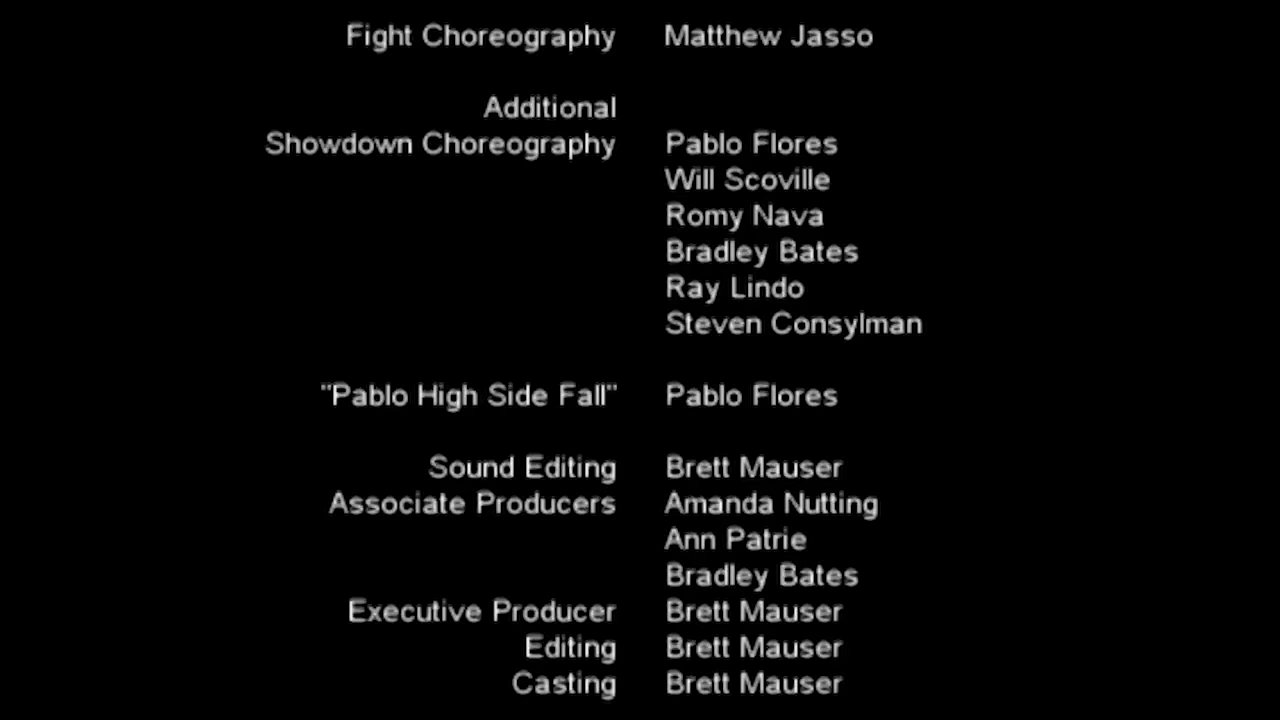 Fight Choreography Matthew Jasso
Additional
Showdown Choreography Pablo Flores
Will Scoville
Romy Nava
Bradley Bates
Ray Lindo
Steven Consylman
"Pablo High Side Fall" Pablo Flores
Sound Editing Brett Mauser
Associate Producers Amanda Nutting
Ann Patrie
Bradley Bates
Executive Producer Brett Mauser
Editing Brett Mauser
Casting Brett Mauser